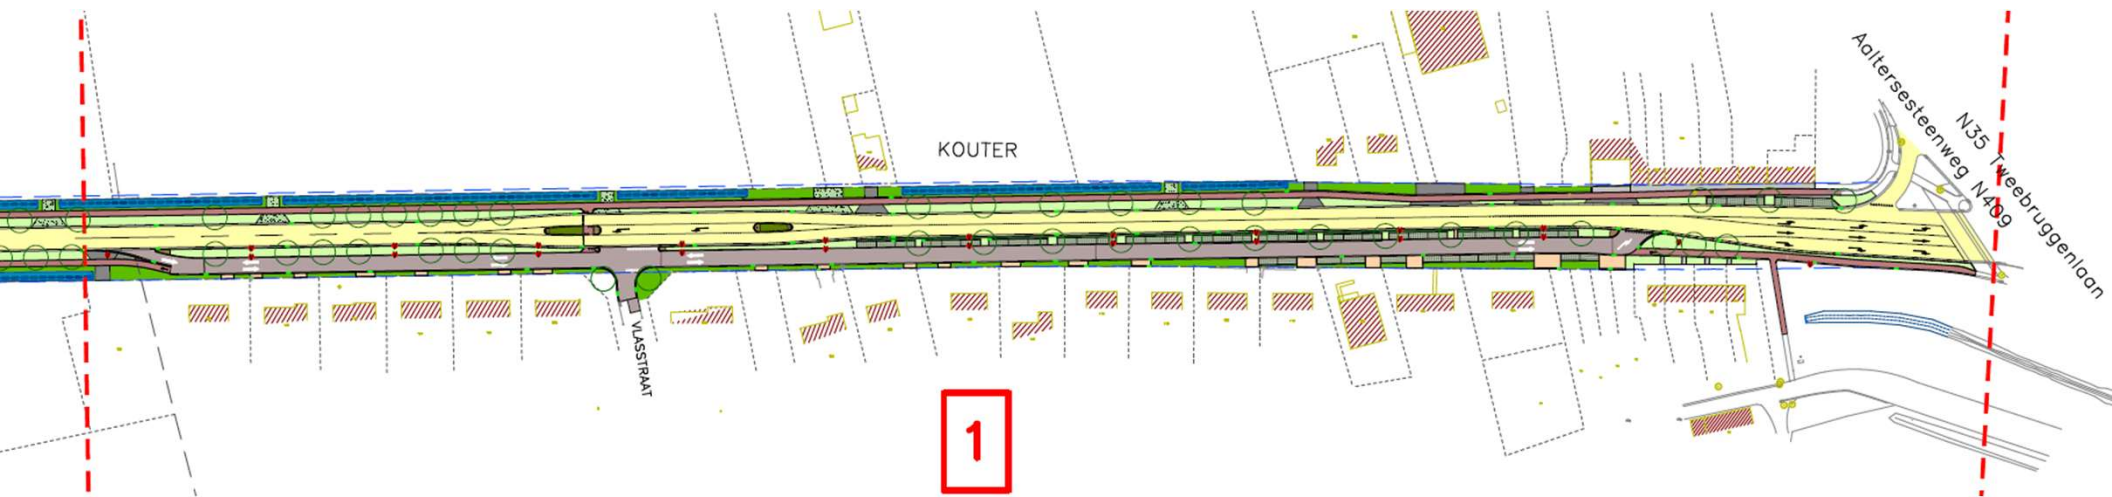 KOUTER
Aaltersesteenweg N409
N35 Tweebruggenlaan
VLASSTRAAT
1